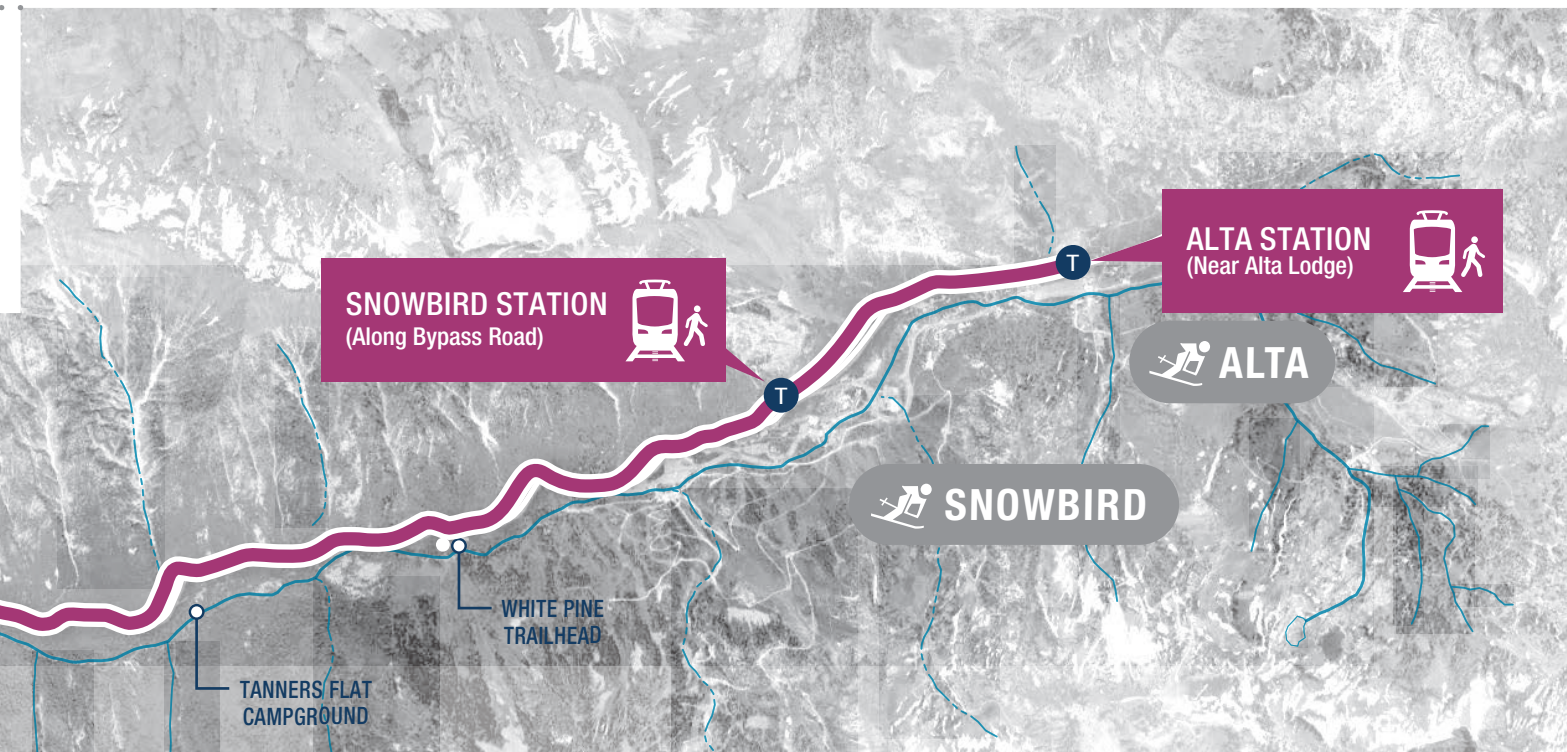 SNOWBIRD STATION
(Along Bypass Road)
T
ALTA STATION
(Near Alta Lodge)
T
ALTA
SNOWBIRD
WHITE PINE
TRAILHEAD
TANNERS FLAT
CAMPGROUND